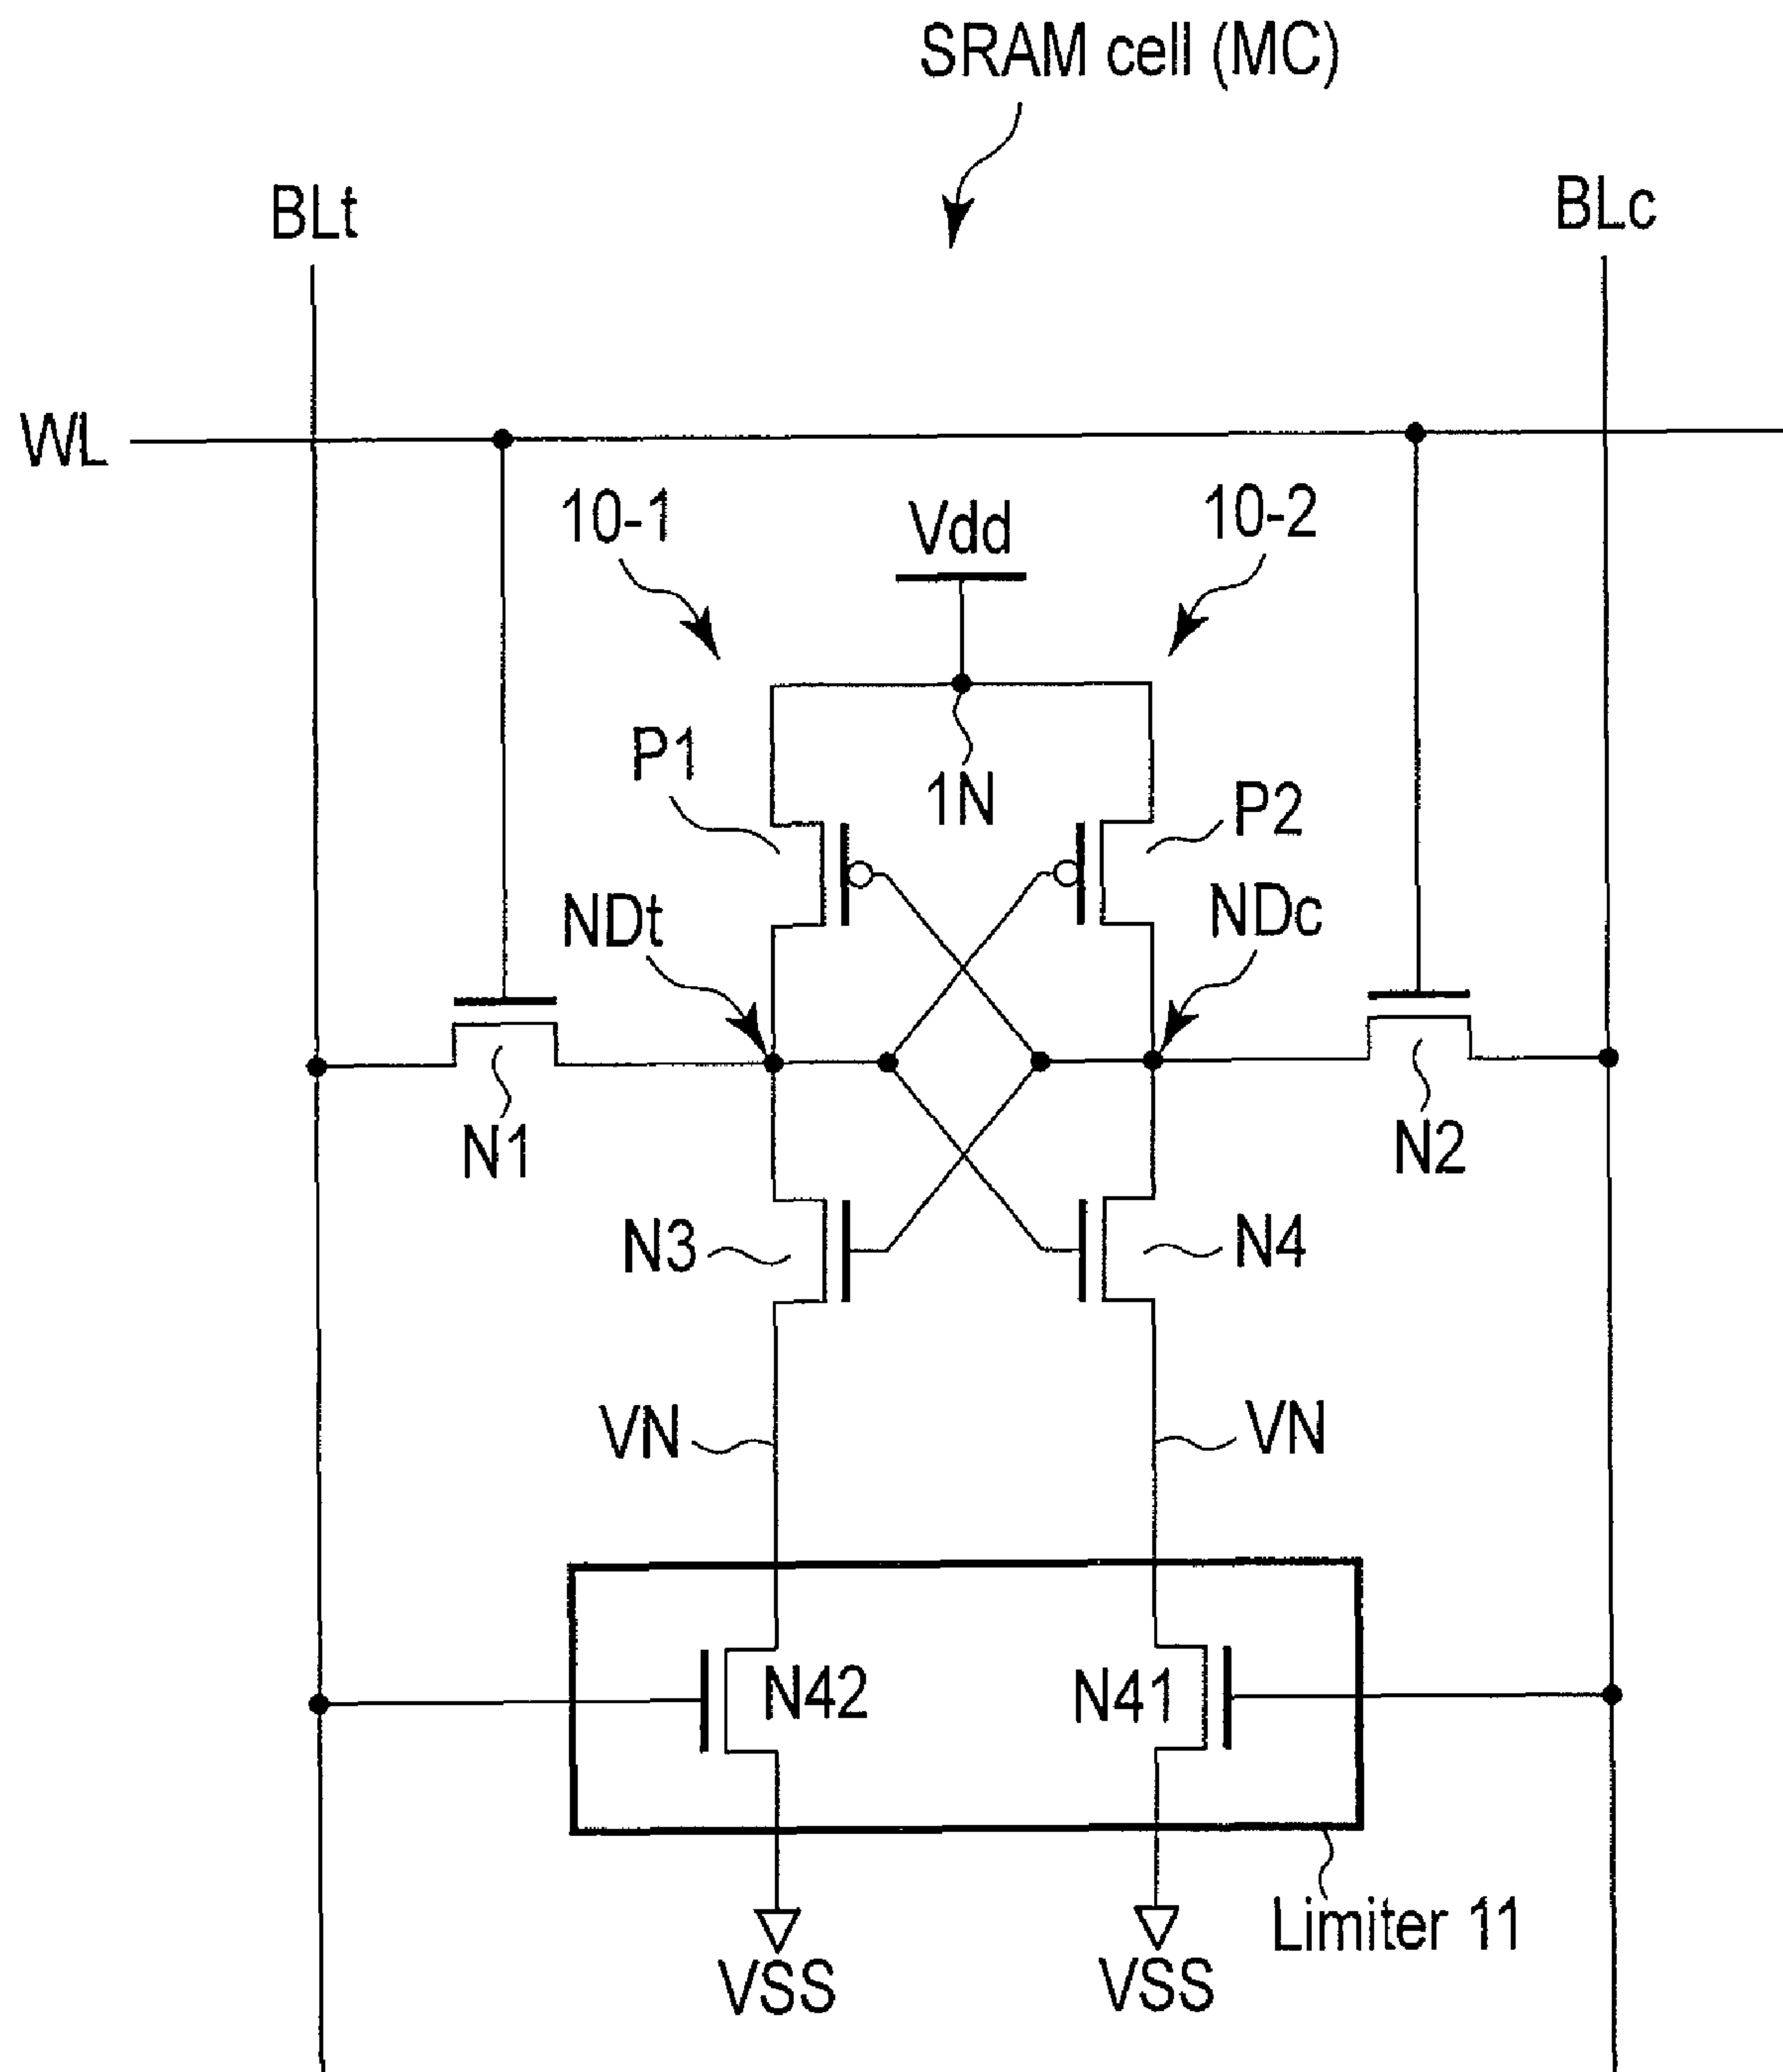 SRAM cell (MC)
BLt
BLc
WL
10-1
Vdd
10-2
P1
1N
P2
NDt
NDc
N1
N2
N3
N4
VN
VN
N42
N41
Limiter 11
VSS
VSS